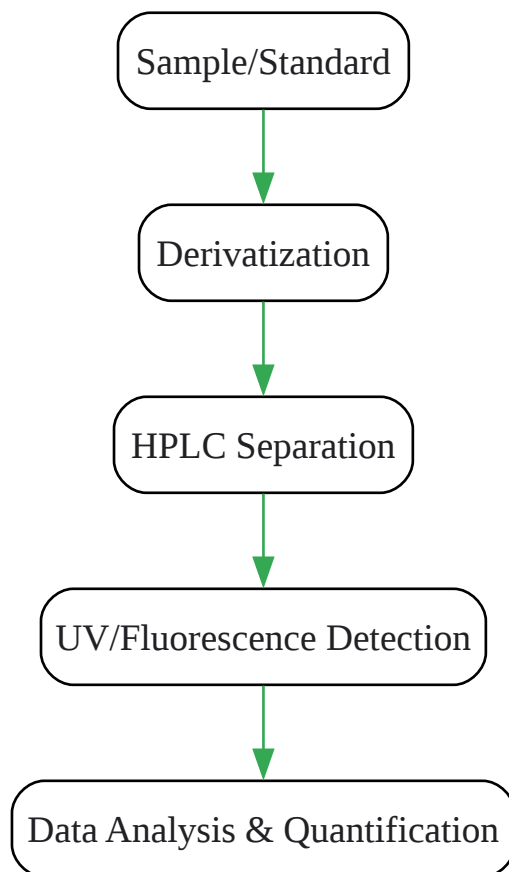 Sample/Standard
Derivatization
HPLC Separation
UV/Fluorescence Detection
Data Analysis & Quantification